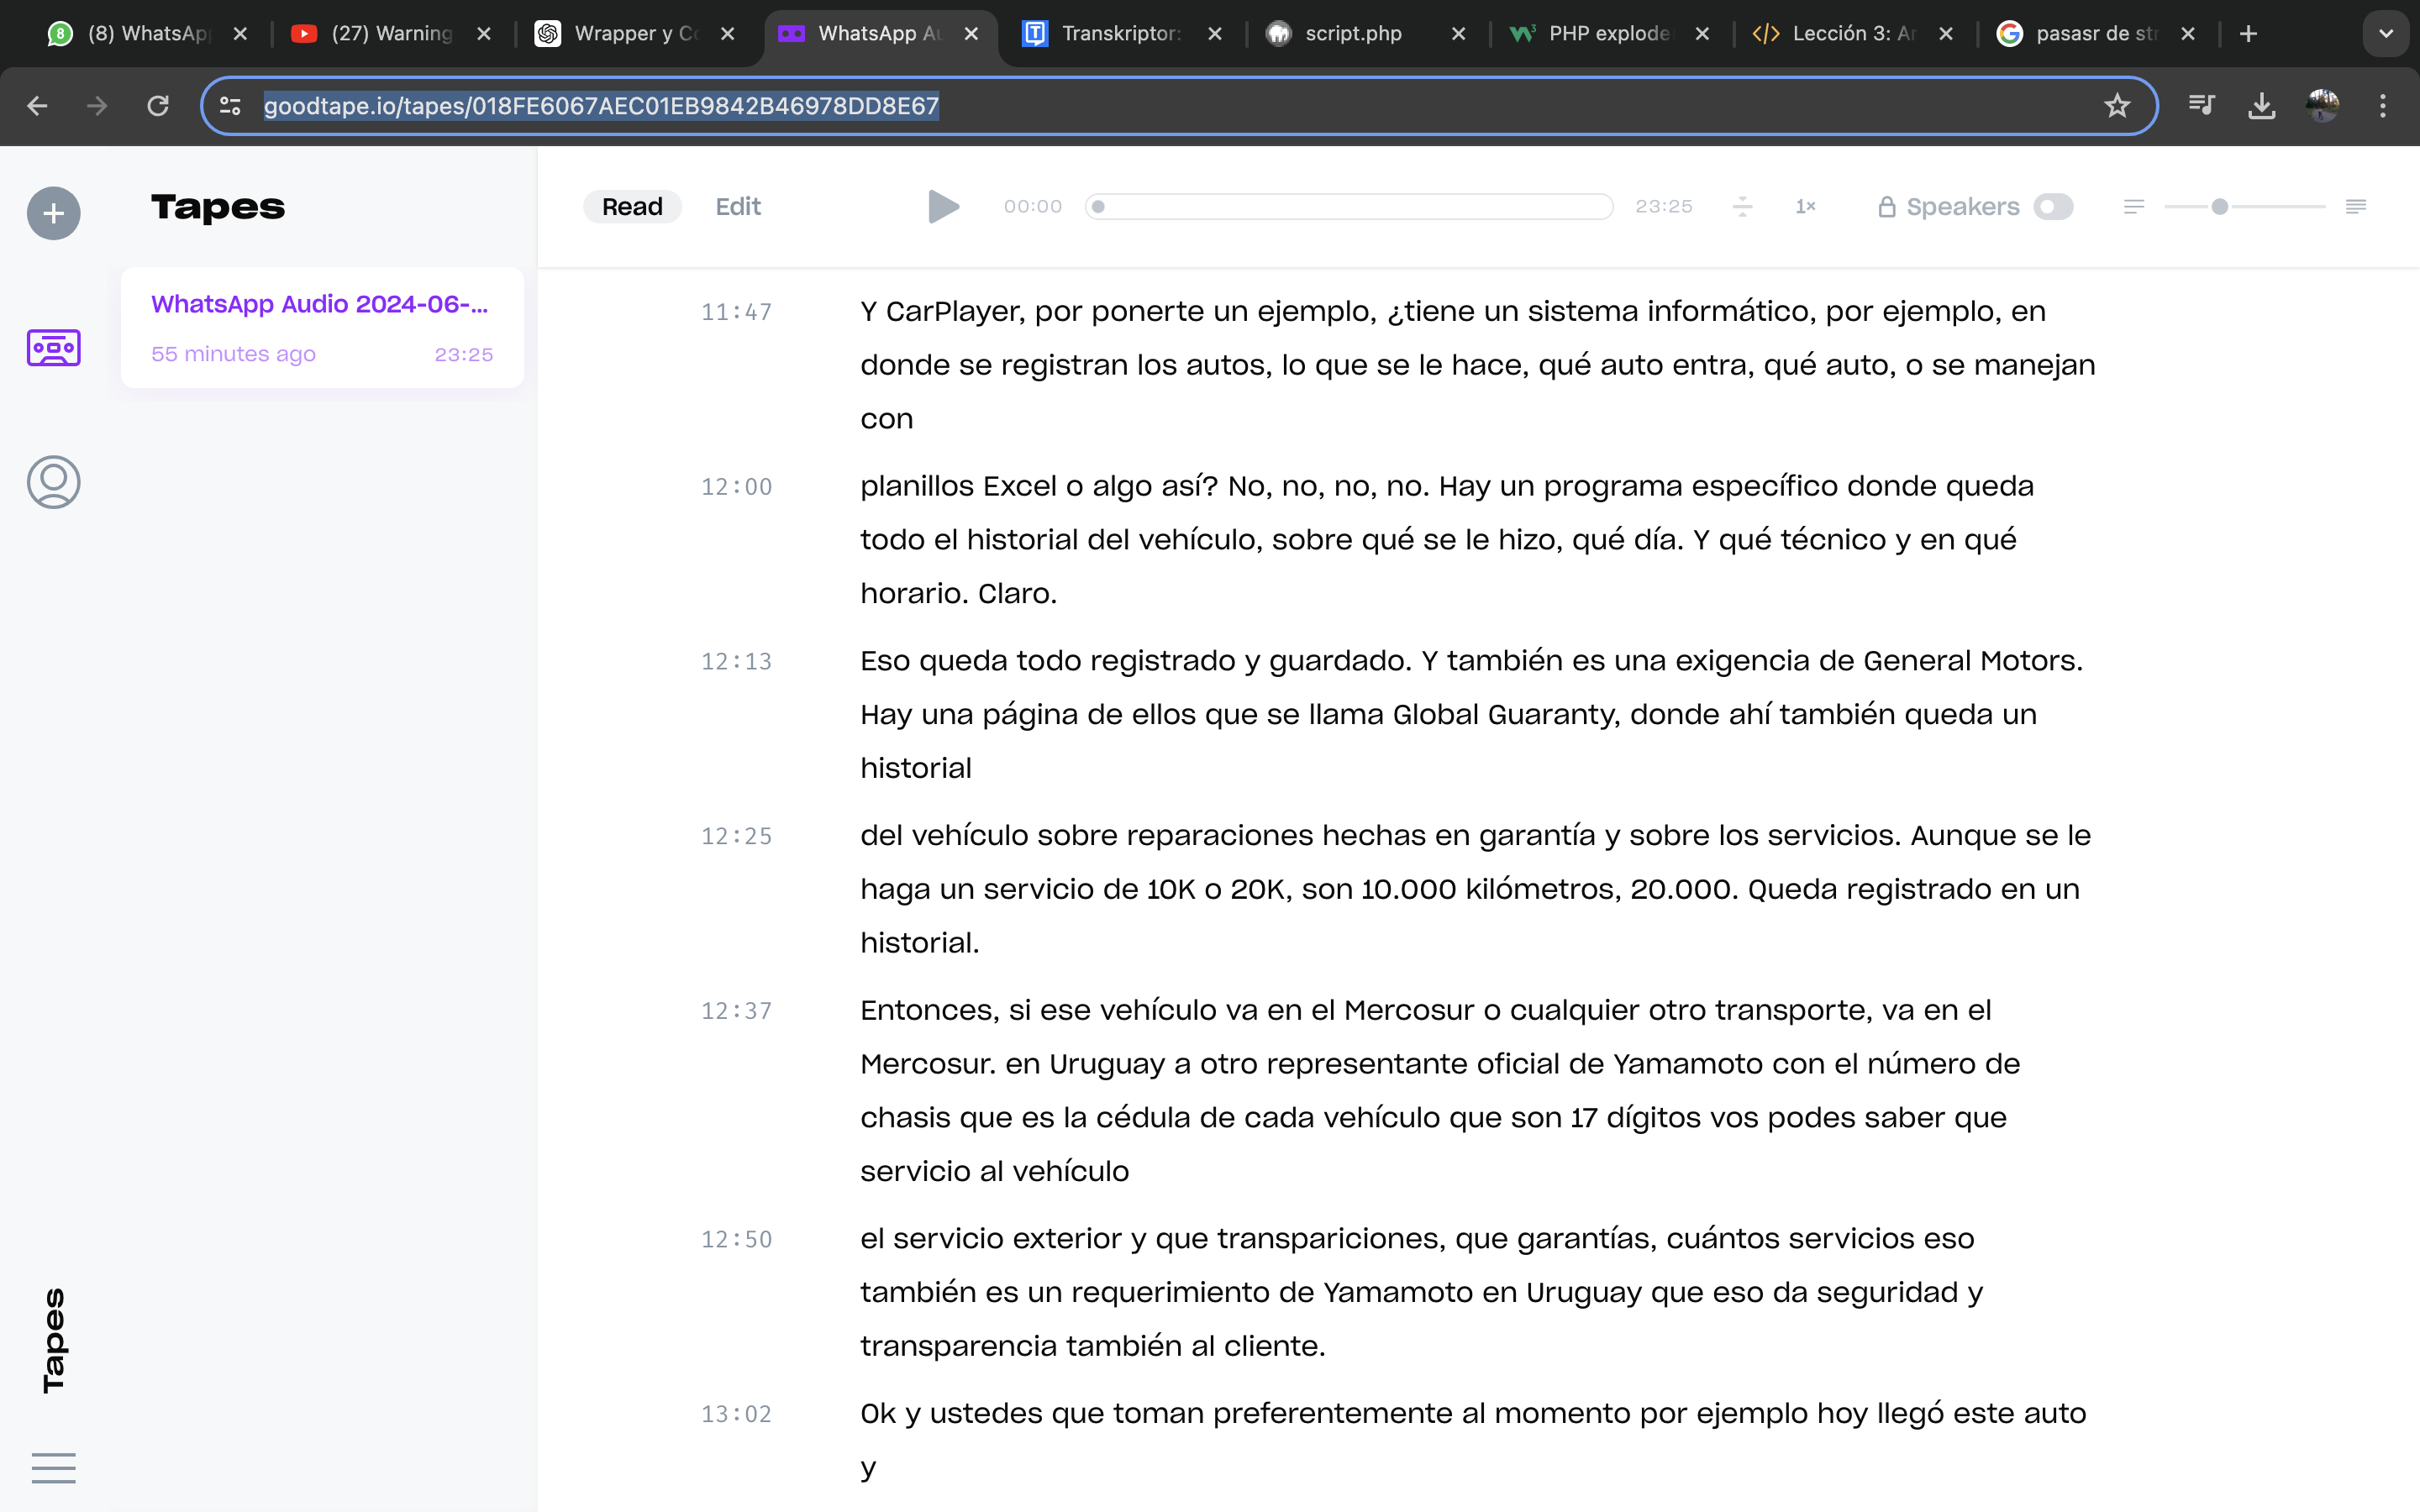 (8) WhatsAp
(27) Warning
Wrapper y Co
WhatsApp Au
Transkriptor:
script.php
PHP explode
Lección 3: Ar
pasasr de str
goodtape.io/tapes/018FE6067AEC01EB9842B46978DD8E67
Tapes
WhatsApp Audio 2024-06-...
55 minutes ago 23:25
Tapes
Read Edit 00:00 23:25 1× Speakers
11:47 Y CarPlayer, por ponerte un ejemplo, ¿tiene un sistema informático, por ejemplo, en
donde se registran los autos, lo que se le hace, qué auto entra, qué auto, o se manejan
con
12:00 planillos Excel o algo así? No, no, no, no. Hay un programa específico donde queda
todo el historial del vehículo, sobre qué se le hizo, qué día. Y qué técnico y en qué
horario. Claro.
12:13 Eso queda todo registrado y guardado. Y también es una exigencia de General Motors.
Hay una página de ellos que se llama Global Guaranty, donde ahí también queda un
historial
12:25 del vehículo sobre reparaciones hechas en garantía y sobre los servicios. Aunque se le
haga un servicio de 10K o 20K, son 10.000 kilómetros, 20.000. Queda registrado en un
historial.
12:37 Entonces, si ese vehículo va en el Mercosur o cualquier otro transporte, va en el
Mercosur. en Uruguay a otro representante oficial de Yamamoto con el número de
chasis que es la cédula de cada vehículo que son 17 dígitos vos podes saber que
servicio al vehículo
12:50 el servicio exterior y que transpariciones, que garantías, cuántos servicios eso
también es un requerimiento de Yamamoto en Uruguay que eso da seguridad y
transparencia también al cliente.
13:02 Ok y ustedes que toman preferentemente al momento por ejemplo hoy llegó este auto
y